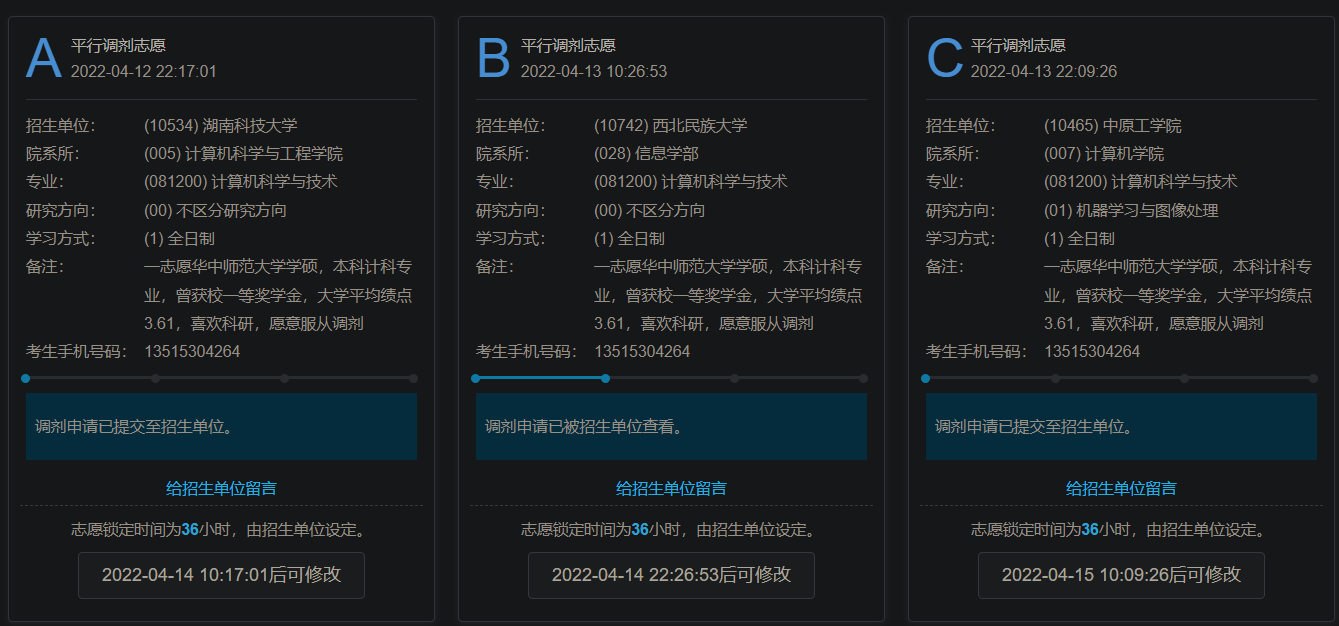 A 平行调剂志愿
2022-04-12 22:17:01
招生单位： (10534) 湖南科技大学
院系所： (005) 计算机科学与工程学院
专业： (081200) 计算机科学与技术
研究方向： (00) 不区分研究方向
学习方式： (1) 全日制
备注： 一志愿华中师范大学学硕，本科计科专
业，曾获校一等奖学金，大学平均绩点
3.61，喜欢科研，愿意服从调剂
考生手机号码： 13515304264
调剂申请已提交至招生单位。
给招生单位留言
志愿锁定时间为36小时，由招生单位设定。
2022-04-14 10:17:01后可修改
B 平行调剂志愿
2022-04-13 10:26:53
招生单位： (10742) 西北民族大学
院系所： (028) 信息学部
专业： (081200) 计算机科学与技术
研究方向： (00) 不区分方向
学习方式： (1) 全日制
备注： 一志愿华中师范大学学硕，本科计科专
业，曾获校一等奖学金，大学平均绩点
3.61，喜欢科研，愿意服从调剂
考生手机号码： 13515304264
调剂申请已被招生单位查看。
给招生单位留言
志愿锁定时间为36小时，由招生单位设定。
2022-04-14 22:26:53后可修改
C 平行调剂志愿
2022-04-13 22:09:26
招生单位： (10465) 中原工学院
院系所： (007) 计算机学院
专业： (081200) 计算机科学与技术
研究方向： (01) 机器学习与图像处理
学习方式： (1) 全日制
备注： 一志愿华中师范大学学硕，本科计科专
业，曾获校一等奖学金，大学平均绩点
3.61，喜欢科研，愿意服从调剂
考生手机号码： 13515304264
调剂申请已提交至招生单位。
给招生单位留言
志愿锁定时间为36小时，由招生单位设定。
2022-04-15 10:09:26后可修改